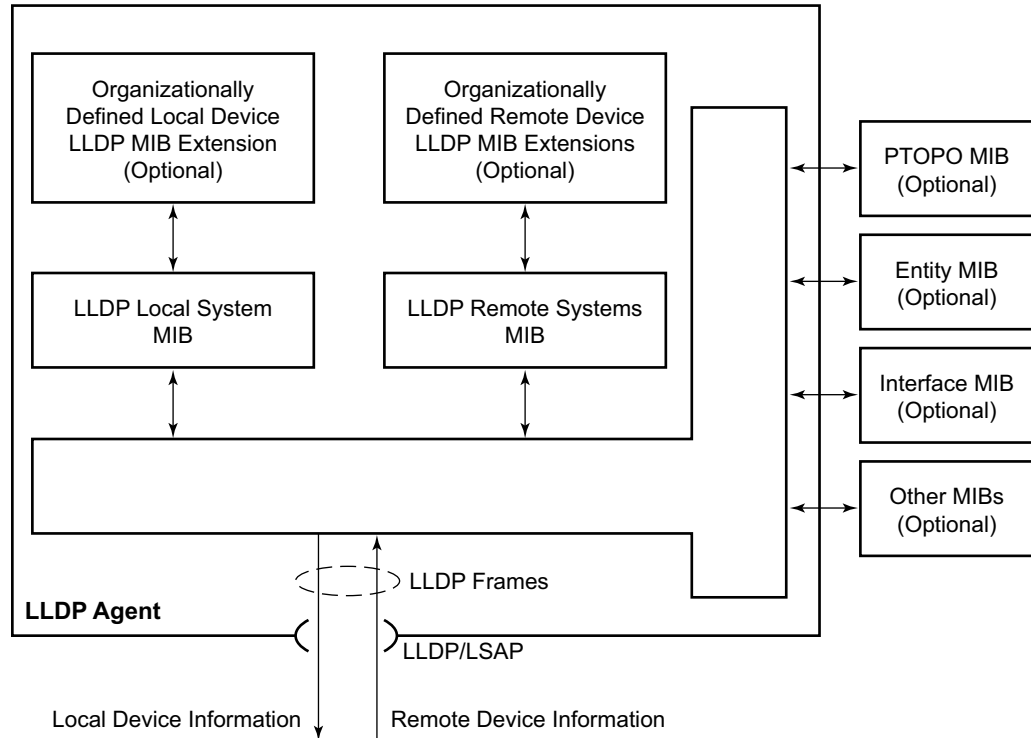 Organizationally
Defined Local Device
LLDP MIB Extension
(Optional)
Organizationally
Defined Remote Device
LLDP MIB Extensions
(Optional)
PTOPO MIB
(Optional)
Entity MIB
(Optional)
LLDP Local System
MIB
LLDP Remote Systems
MIB
Interface MIB
(Optional)
Other MIBs
(Optional)
LLDP Frames
LLDP Agent
LLDP/LSAP
Local Device Information
Remote Device Information